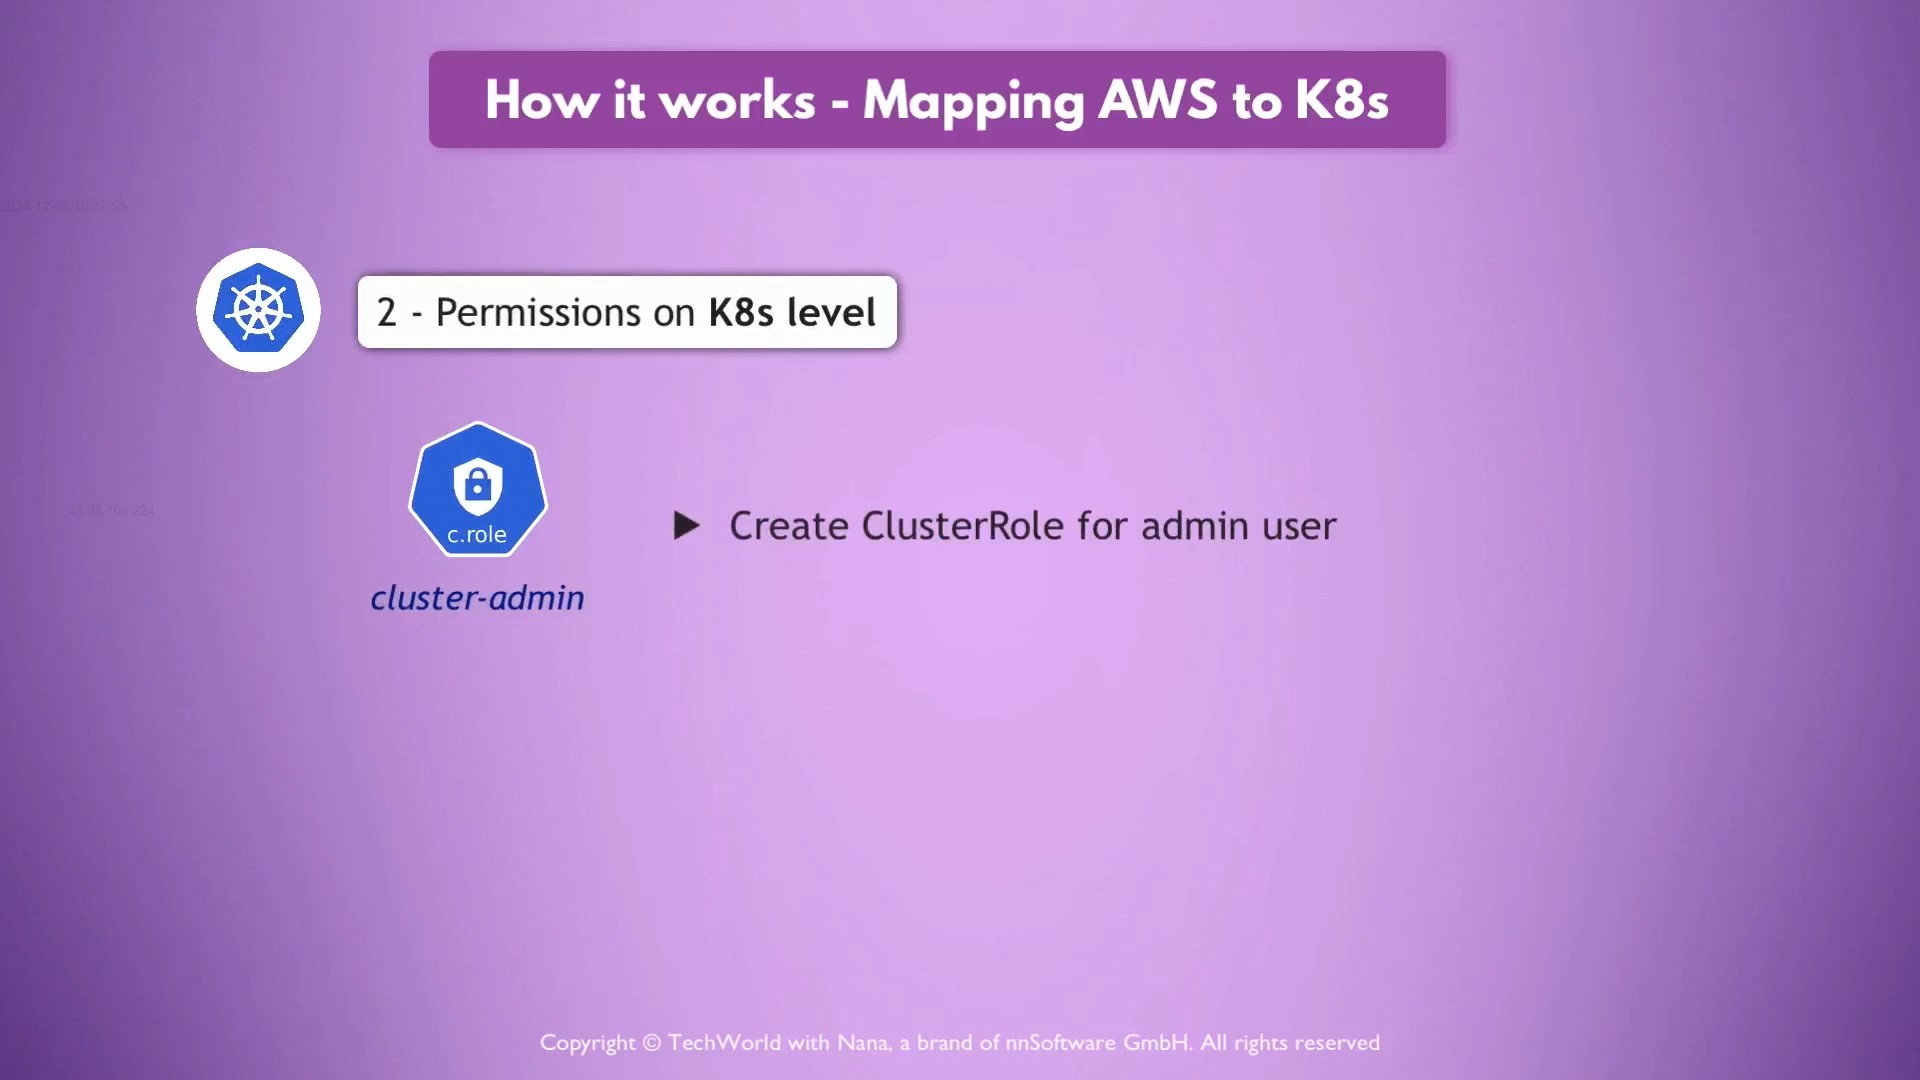 How it works - Mapping AWS to K8s
2 - Permissions on K8s level
c.role
Create ClusterRole for admin user
cluster-admin
Copyright © TechWorld with Nana, a brand of nnSoftware GmbH. All rights reserved